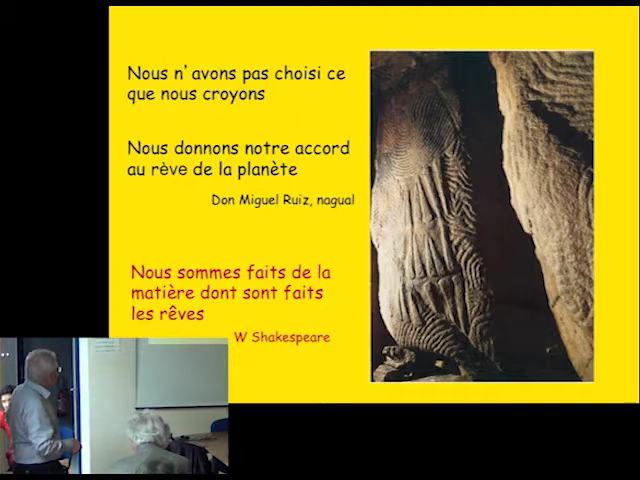 Nous n’avons pas choisi ce
que nous croyons
Nous donnons notre accord
au rève de la planète
Don Miguel Ruiz, nagual
Nous sommes faits de la
matière dont sont faits
les rêves
W Shakespeare